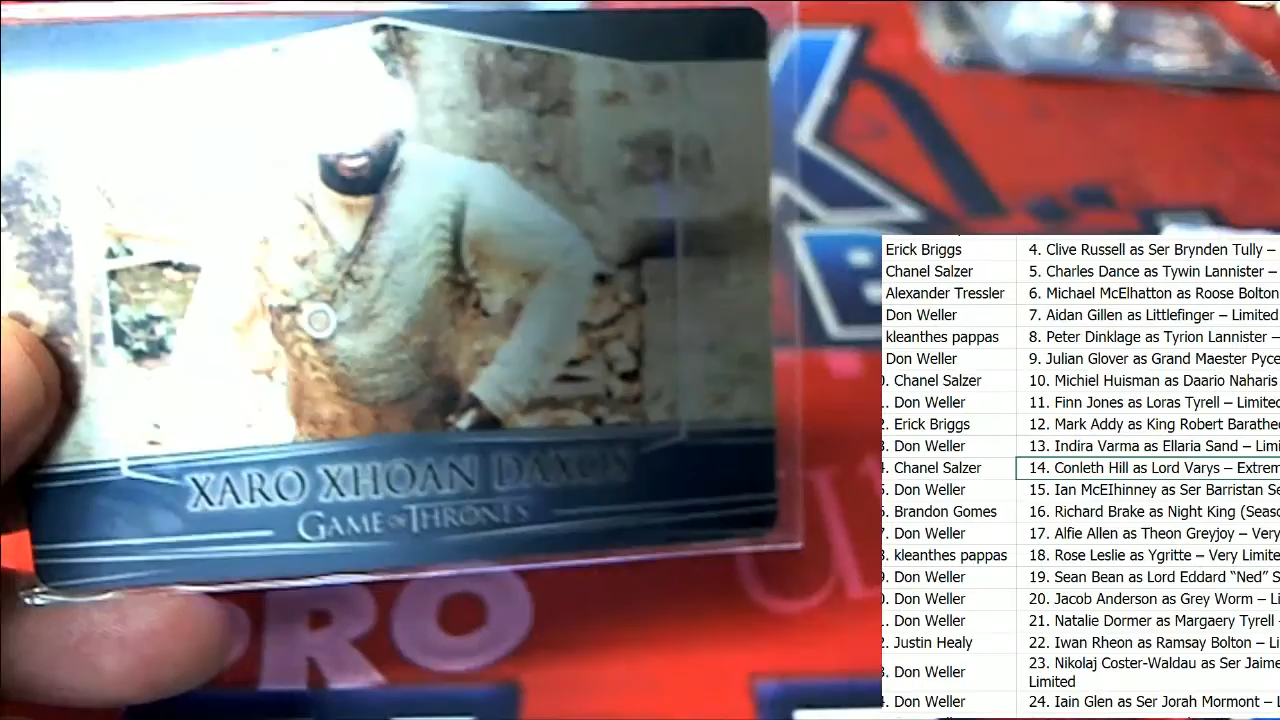 XARO XHOAN DAXOS
GAME OF THRONES
RO
Erick Briggs
4. Clive Russell as Ser Brynden Tully –
Chanel Salzer
5. Charles Dance as Tywin Lannister –
Alexander Tressler
6. Michael McElhatton as Roose Bolton
Don Weller
7. Aidan Gillen as Littlefinger – Limited
kleanthes pappas
8. Peter Dinklage as Tyrion Lannister –
Don Weller
9. Julian Glover as Grand Maester Pyc
Chanel Salzer
10. Michiel Huisman as Daario Naharis
Don Weller
11. Finn Jones as Loras Tyrell – Limite
Erick Briggs
12. Mark Addy as King Robert Barathe
Don Weller
13. Indira Varma as Ellaria Sand – Limi
Chanel Salzer
14. Conleth Hill as Lord Varys – Extrem
Don Weller
15. Ian McElhinney as Ser Barristan Se
Brandon Gomes
16. Richard Brake as Night King (Seaso
Don Weller
17. Alfie Allen as Theon Greyjoy – Very
kleanthes pappas
18. Rose Leslie as Ygritte – Very Limite
Don Weller
19. Sean Bean as Lord Eddard "Ned" S
Don Weller
20. Jacob Anderson as Grey Worm – Li
Don Weller
21. Natalie Dormer as Margaery Tyrell
Justin Healy
22. Iwan Rheon as Ramsay Bolton – Li
Don Weller
23. Nikolaj Coster-Waldau as Ser Jaime
Limited
Don Weller
24. Iain Glen as Ser Jorah Mormont – L